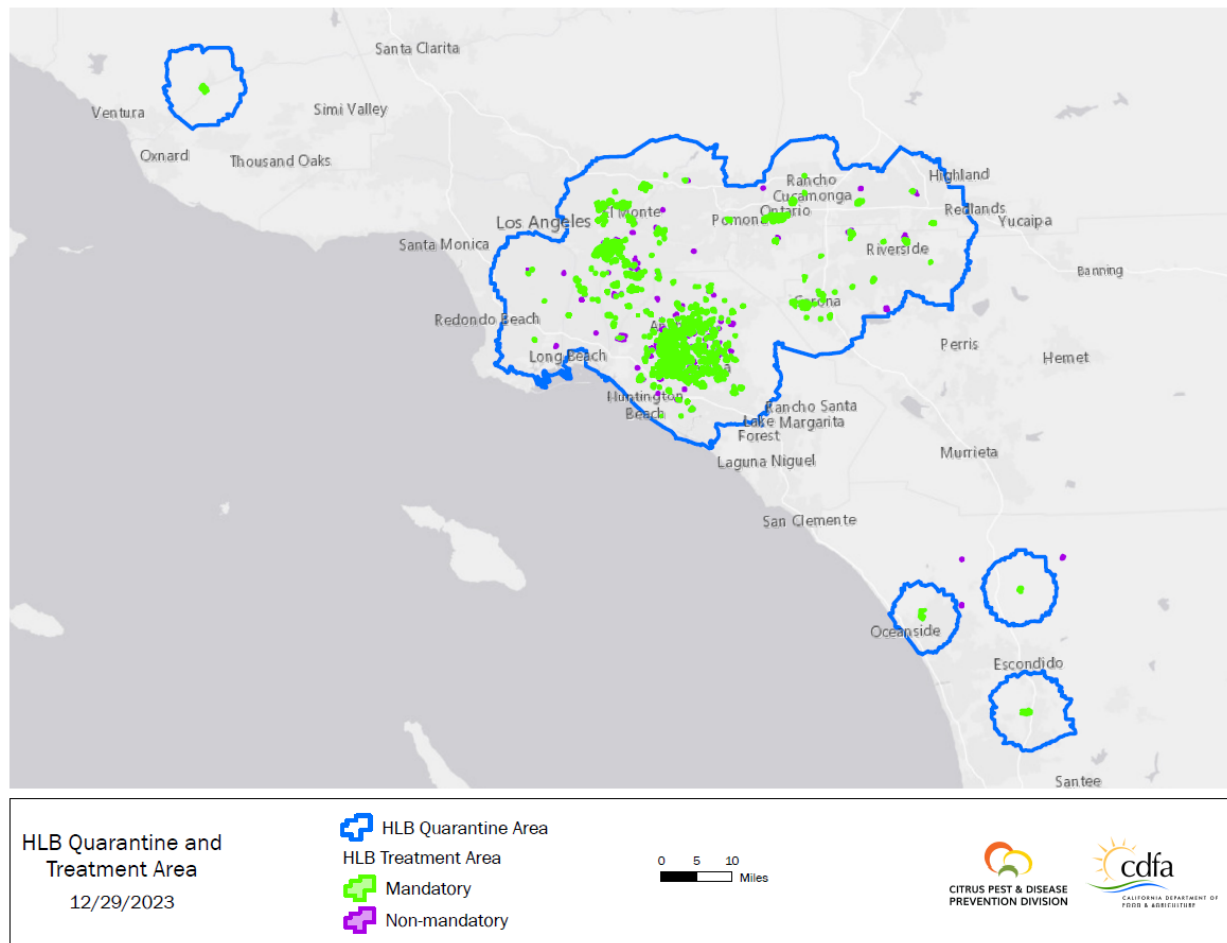 Santa Clarita
Ventura
Simi Valley
Oxnard
Thousand Oaks
Rancho
Cucamonga
Highland
Los Angeles
El Monte
Pomona
Ontario
Redlands
Yucaipa
Santa Monica
Riverside
Banning
Corona
Redondo Beach
Long Beach
Perris
Hemet
Huntington
Beach
Rancho Santa
Margarita
Lake
Forest
Laguna Niguel
Murrieta
San Clemente
Oceanside
Escondido
Santee
HLB Quarantine and
Treatment Area
12/29/2023
HLB Quarantine Area
HLB Treatment Area
Mandatory
Non-mandatory
0 5 10
Miles
CITRUS PEST & DISEASE
PREVENTION DIVISION
cdfa
CALIFORNIA DEPARTMENT OF
FOOD & AGRICULTURE